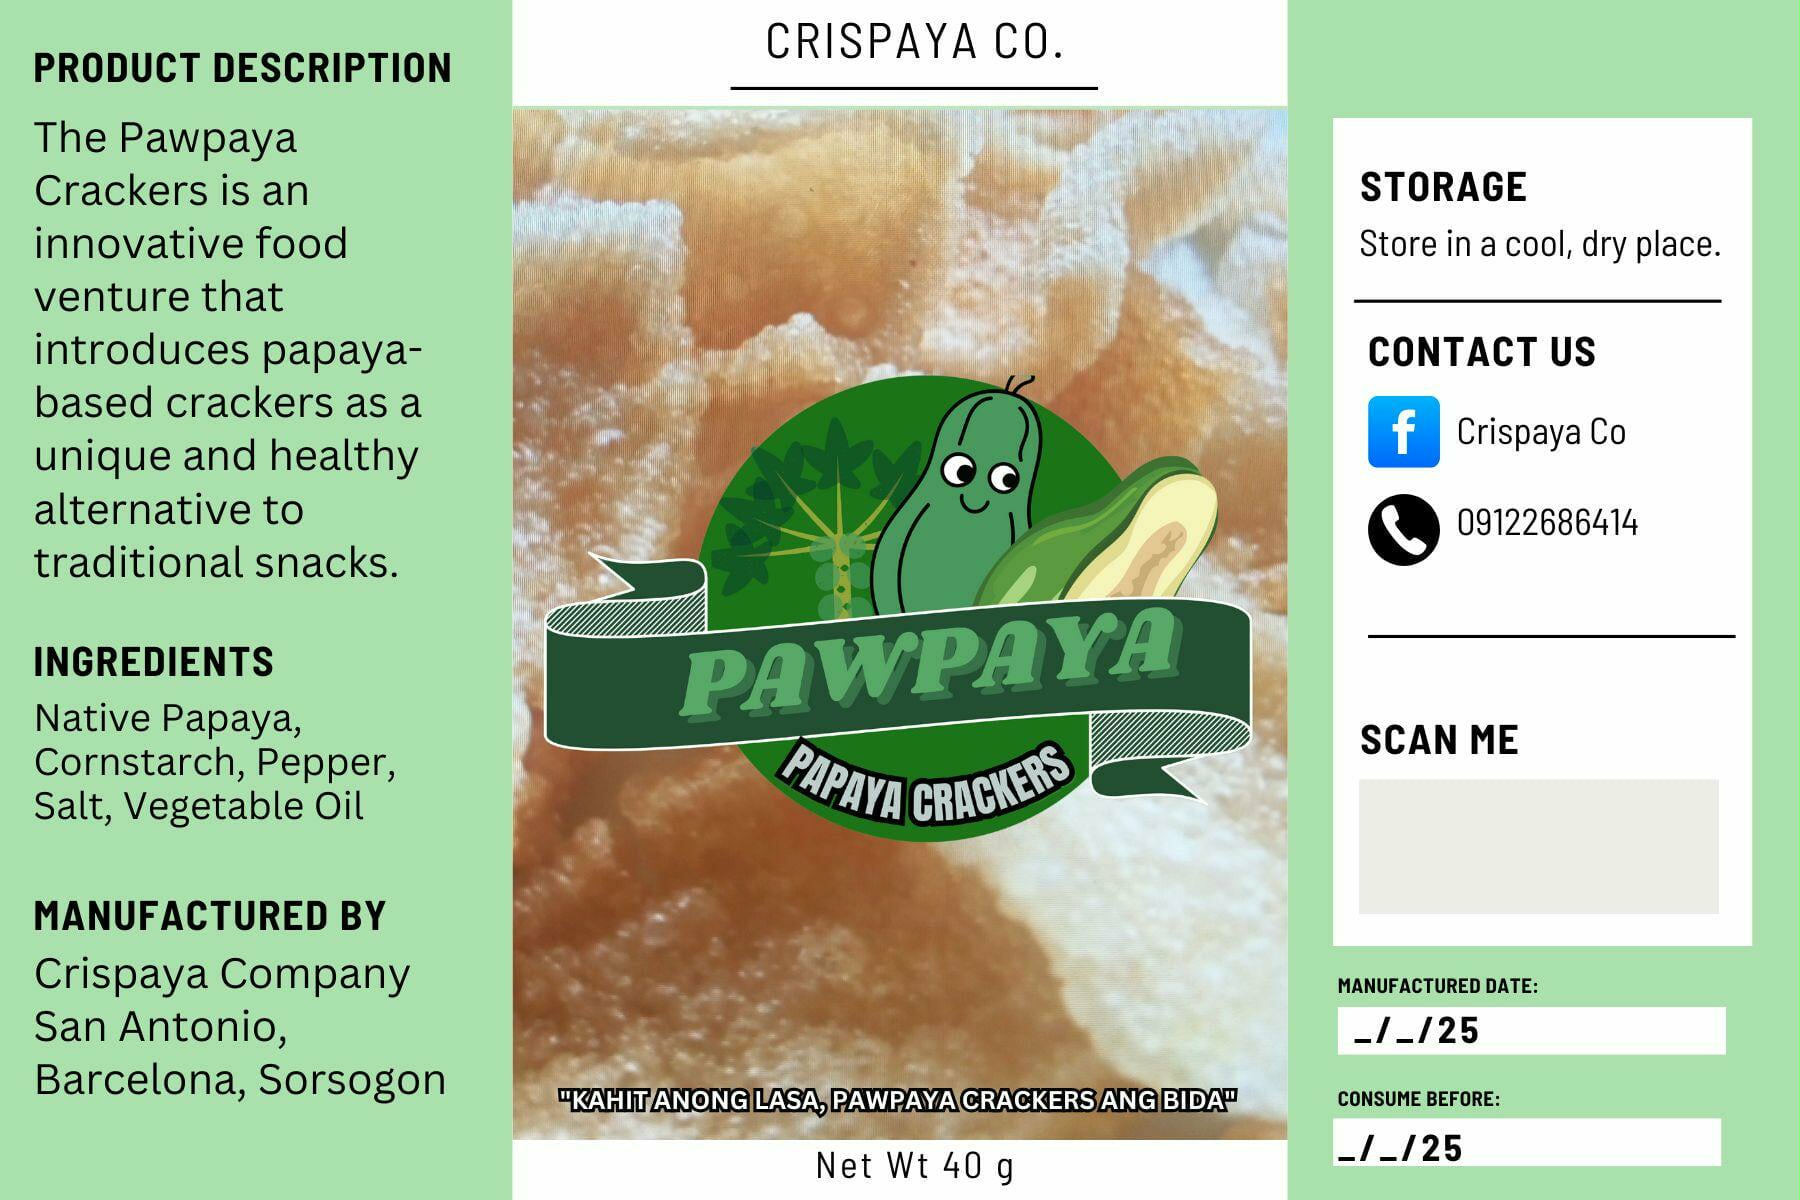 PRODUCT DESCRIPTION
The Pawpaya
Crackers is an
innovative food
venture that
introduces papaya-
based crackers as a
unique and healthy
alternative to
traditional snacks.
INGREDIENTS
Native Papaya,
Cornstarch, Pepper,
Salt, Vegetable Oil
MANUFACTURED BY
Crispaya Company
San Antonio,
Barcelona, Sorsogon
CRISPAYA CO.
PAWPAYA
PAPAYA CRACKERS
"KAHIT ANONG LASA, PAWPAYA CRACKERS ANG BIDA"
Net Wt 40 g
STORAGE
Store in a cool, dry place.
CONTACT US
f Crispaya Co
09122686414
SCAN ME
MANUFACTURED DATE:
_/_/25
CONSUME BEFORE:
_/_/25